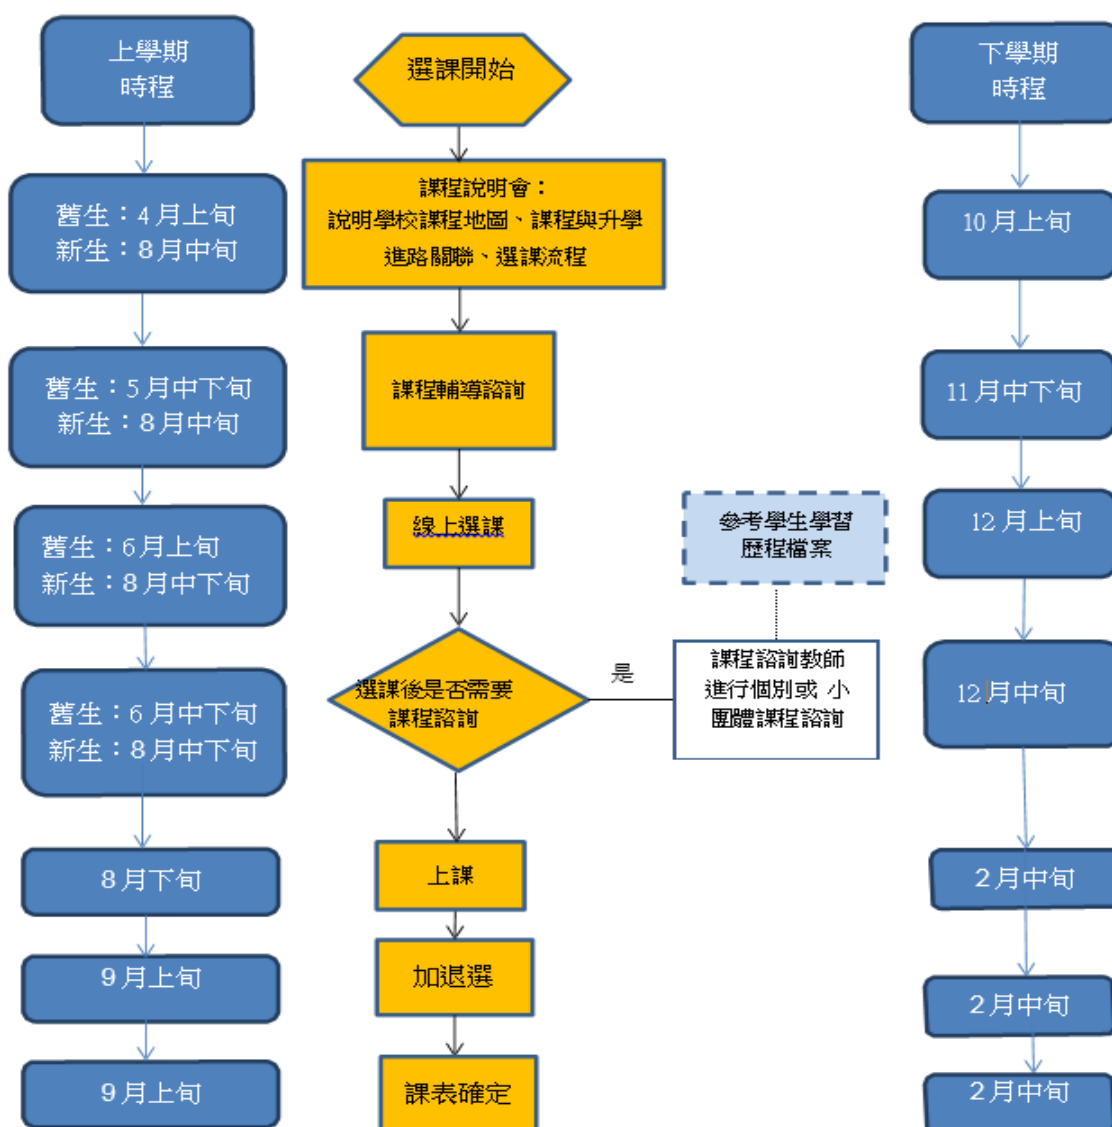 上學期
時程
舊生：4月上旬
新生：8月中旬
舊生：5月中下旬
新生：8月中旬
舊生：6月上旬
新生：8月中下旬
舊生：6月中下旬
新生：8月中下旬
8月下旬
9月上旬
9月上旬
選課開始
課程說明會：
說明學校課程地圖、課程與升學
進路關聯、選課流程
課程輔導諮詢
線上選課
選課後是否需要
課程諮詢
是
課程諮詢教師
進行個別或 小
團體課程諮詢
參考學生學習
歷程檔案
上課
加退選
課表確定
下學期
時程
10月上旬
11月中下旬
12月上旬
12月中旬
2月中旬
2月中旬
2月中旬